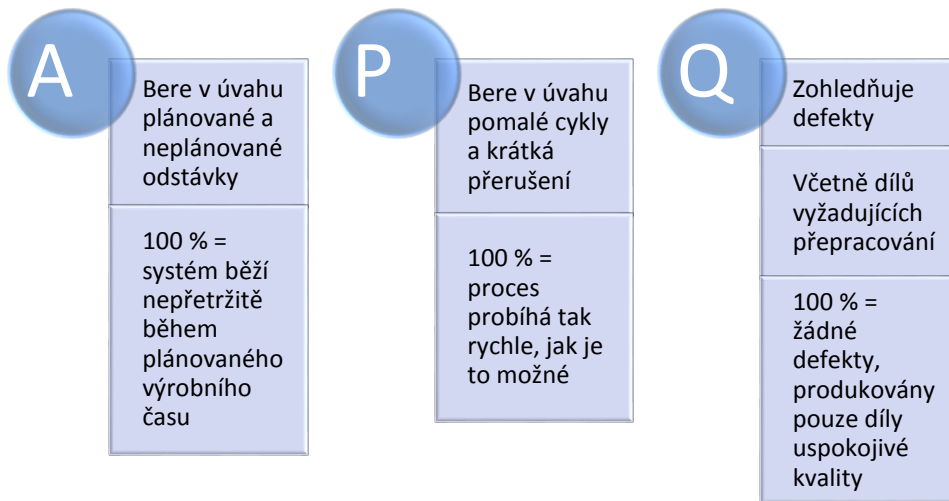 A
Bere v úvahu
plánované a
neplánované
odstávky
100 % =
systém běží
nepřetržitě
během
plánovaného
výrobního
času
P
Bere v úvahu
pomalé cykly
a krátká
přerušení
100 % =
proces
probíhá tak
rychle, jak je
to možné
Q
Zohledňuje
defekty
Včetně dílů
vyžadujících
přepracování
100 % =
žádné
defekty,
produkovány
pouze díly
uspokojivé
kvality